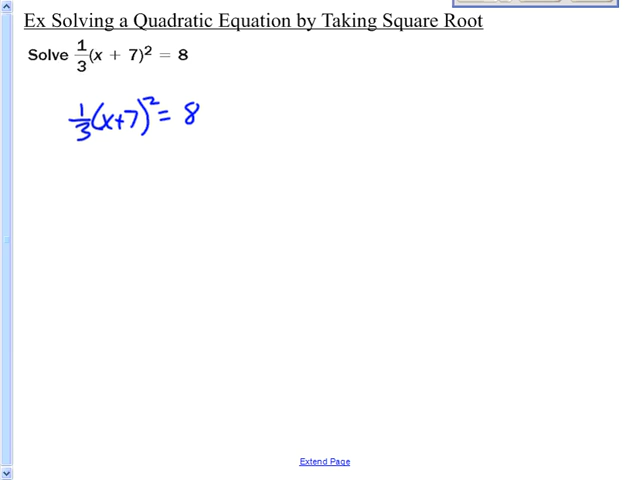 Ex Solving a Quadratic Equation by Taking Square Root
Solve 1/3(x + 7)² = 8
1/3(x+7)² = 8
Extend Page